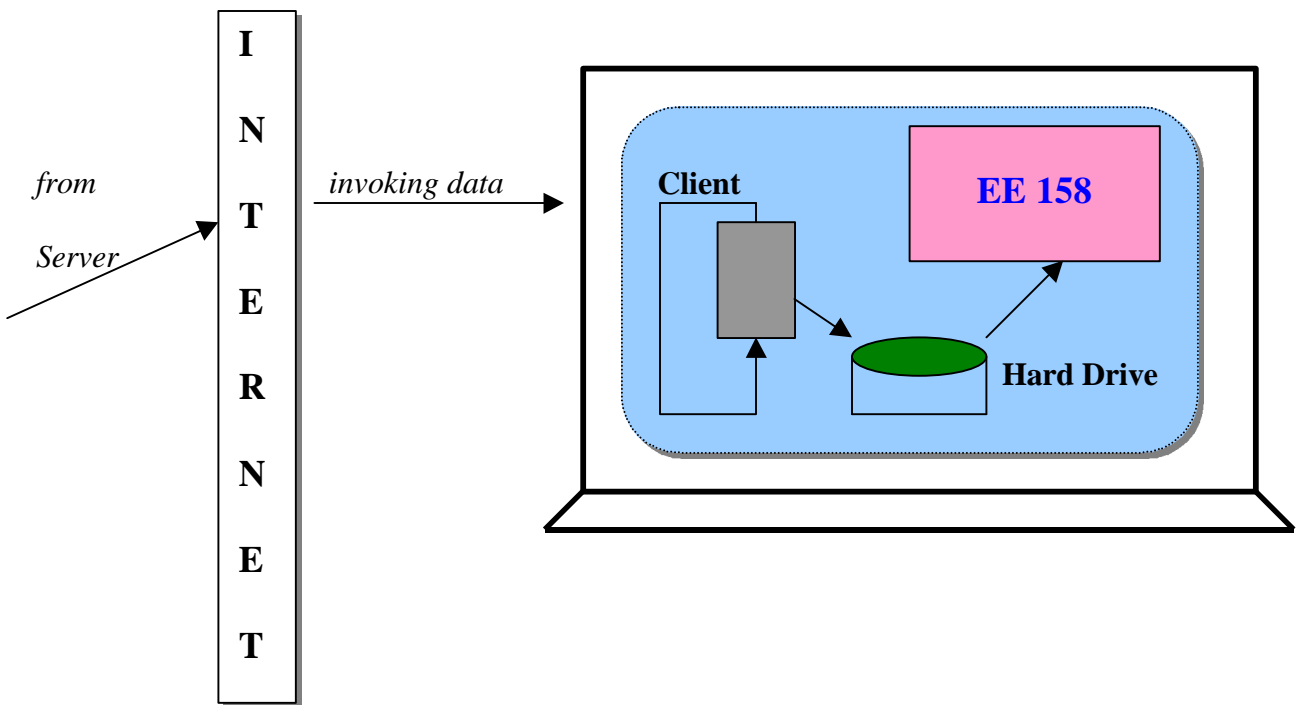 from
Server
I
N
T
E
R
N
E
T
invoking data
Client
EE 158
Hard Drive